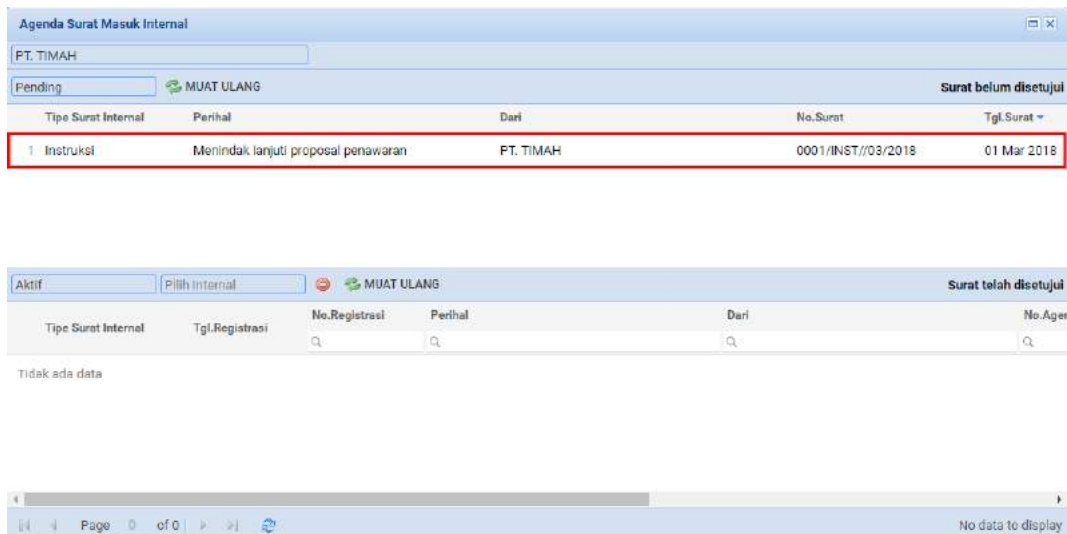 Agenda Surat Masuk Internal
PT. TIMAH
Pending MUAT ULANG Surat belum disetujui
Tipe Surat Internal Perihal Dari No.Surat Tgl.Surat
1 Instruksi Menindak lanjuti proposal penawaran PT. TIMAH 0001/INST//03/2018 01 Mar 2018
Aktif Pilih Internal MUAT ULANG Surat telah disetujui
Tipe Surat Internal Tgl.Registrasi No.Registrasi Perihal Dari No.Agen
Tidak ada data
Page 0 of 0 No data to display